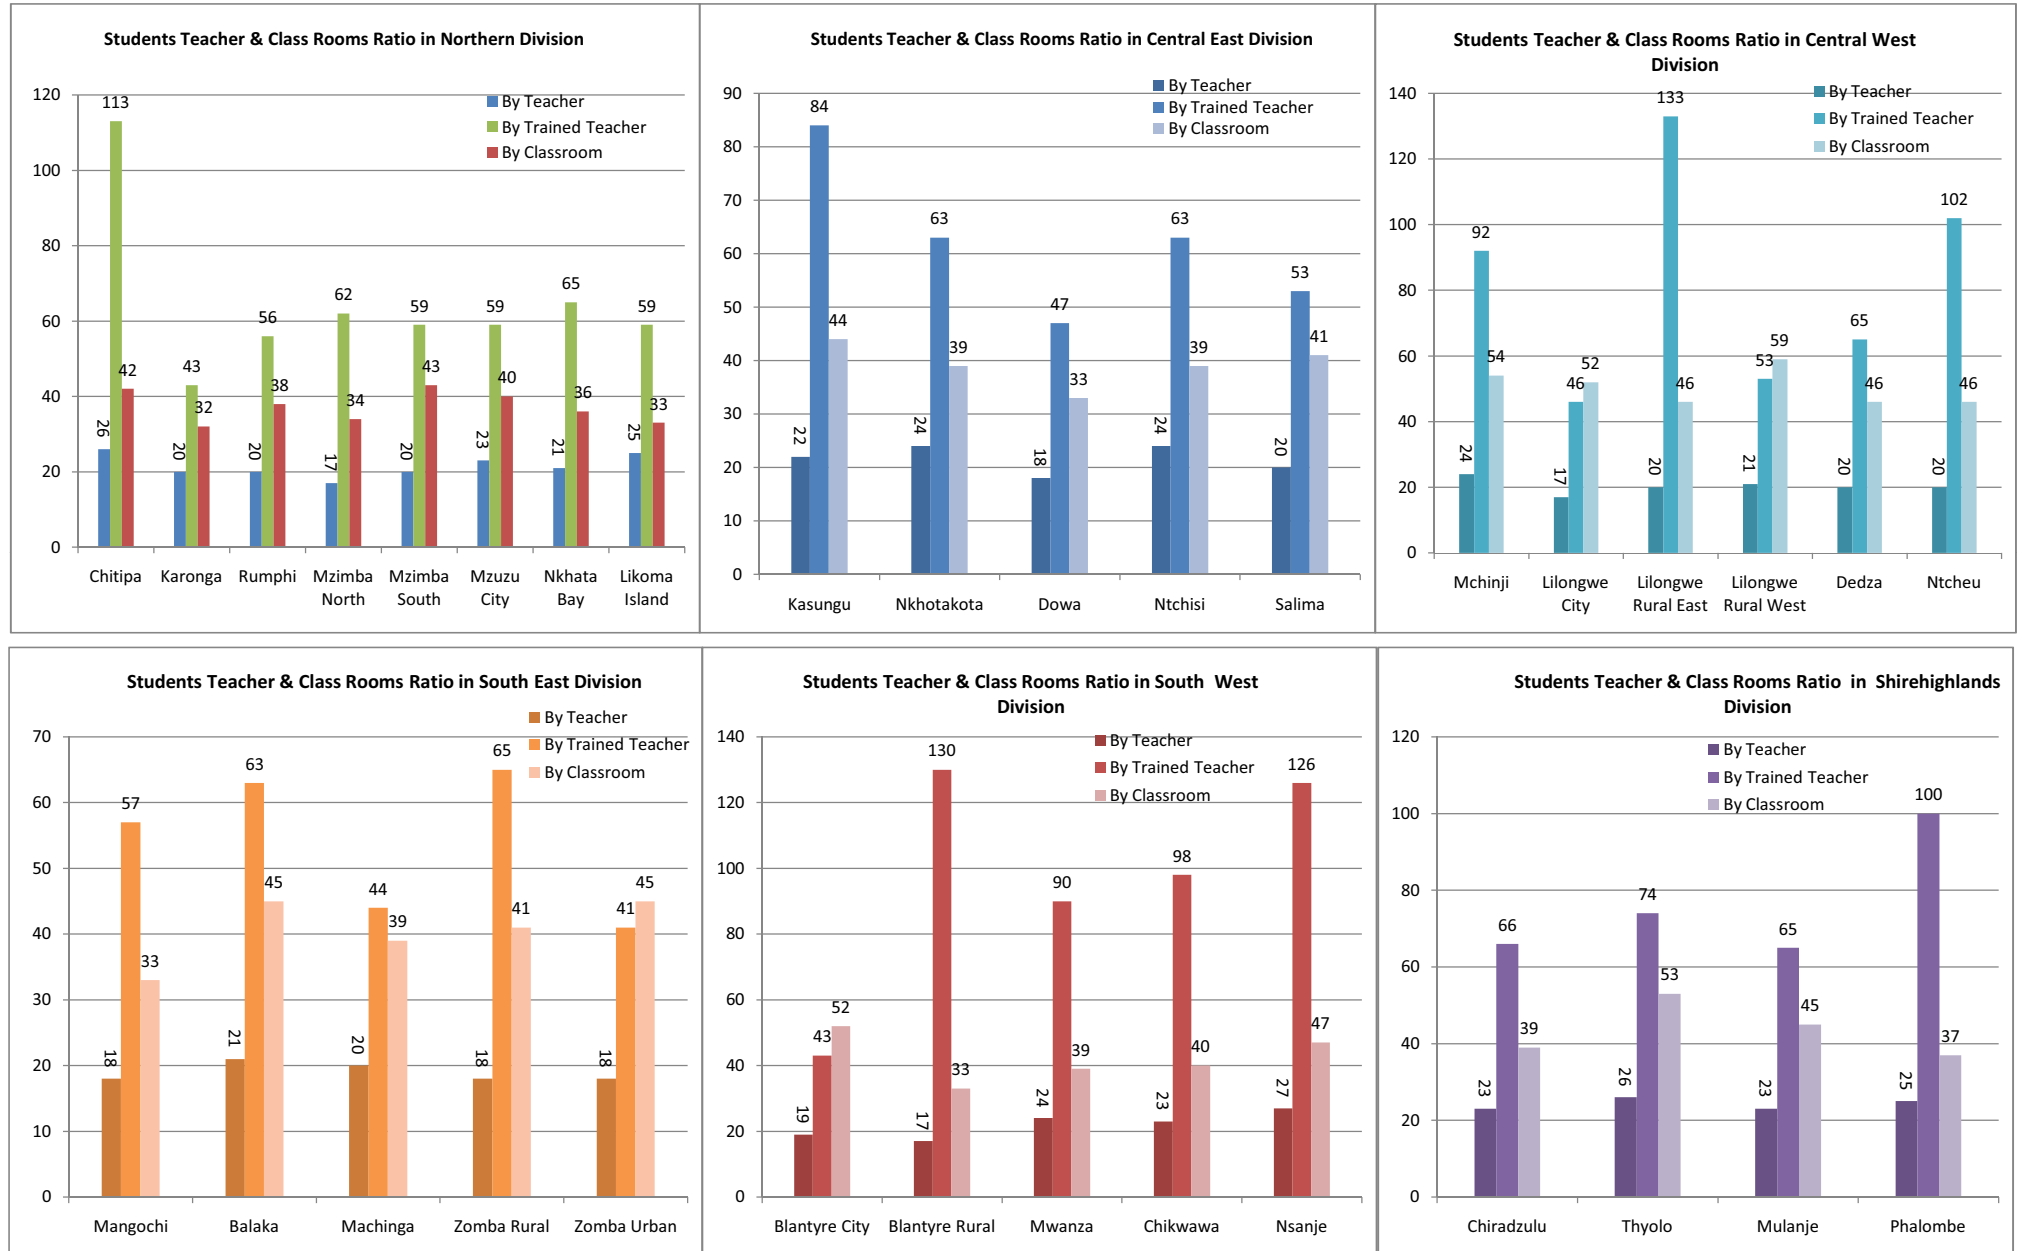 Students Teacher & Class Rooms Ratio in Northern Division
By Teacher
By Trained Teacher
By Classroom
120
100
80
60
40
20
0
113
26
42
43
20
32
56
20
38
62
17
34
59
20
43
59
23
40
65
21
36
59
25
33
Chitipa
Karonga
Rumphi
Mzimba
North
Mzimba
South
Mzuzu
City
Nkhata
Bay
Likoma
Island
Students Teacher & Class Rooms Ratio in Central East Division
By Teacher
By Trained Teacher
By Classroom
90
80
70
60
50
40
30
20
10
0
22
84
44
24
63
39
18
47
33
24
63
39
20
53
41
Kasungu
Nkhotakota
Dowa
Ntchisi
Salima
Students Teacher & Class Rooms Ratio in Central West
Division
By Teacher
By Trained Teacher
By Classroom
140
120
100
80
60
40
20
0
24
92
54
17
46
52
20
133
46
21
53
59
20
65
46
20
102
46
Mchinji
Lilongwe
City
Lilongwe
Rural East
Lilongwe
Rural West
Dedza
Ntcheu
Students Teacher & Class Rooms Ratio in South East Division
By Teacher
By Trained Teacher
By Classroom
70
60
50
40
30
20
10
0
18
57
33
21
63
45
20
44
39
18
65
41
18
41
45
Mangochi
Balaka
Machinga
Zomba Rural
Zomba Urban
Students Teacher & Class Rooms Ratio in South West
Division
By Teacher
By Trained Teacher
By Classroom
140
120
100
80
60
40
20
0
19
43
52
17
130
33
24
90
39
23
98
40
27
126
47
Blantyre City
Blantyre Rural
Mwanza
Chikwawa
Nsanje
Students Teacher & Class Rooms Ratio in Shirehighlands
Division
By Teacher
By Trained Teacher
By Classroom
120
100
80
60
40
20
0
23
66
39
26
74
53
23
65
45
25
100
37
Chiradzulu
Thyolo
Mulanje
Phalombe